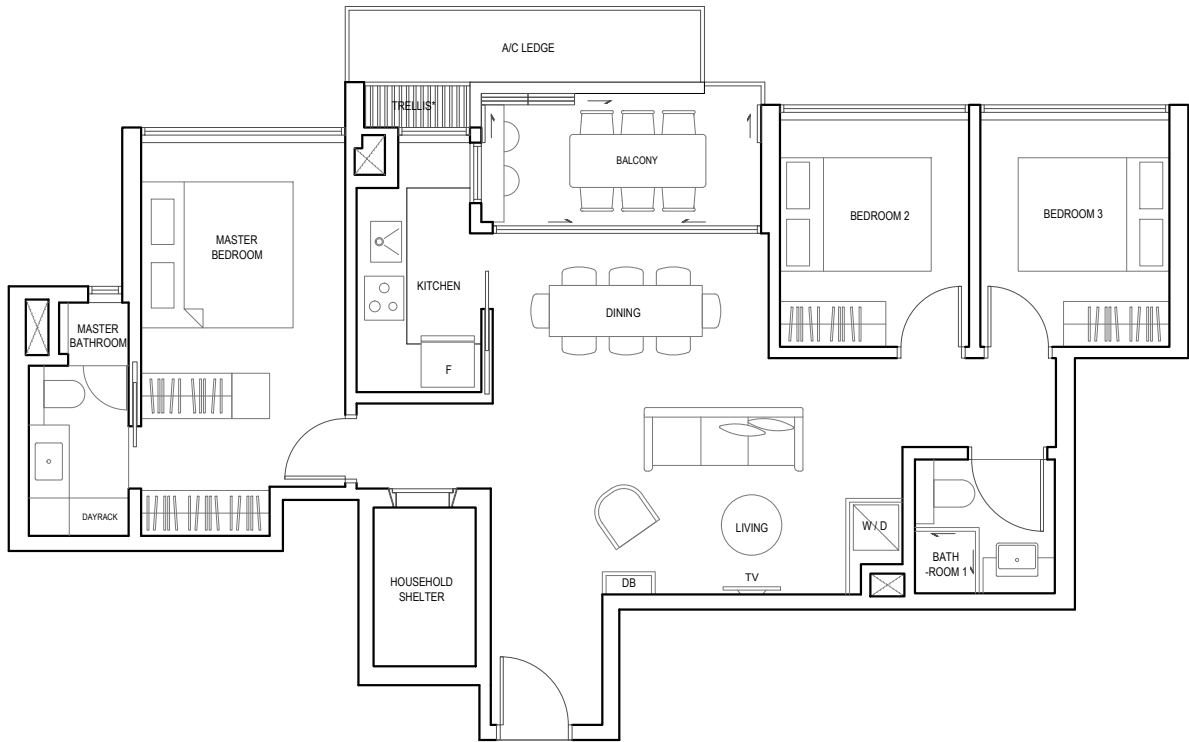 A/C LEDGE
TRELLIS*
BALCONY
MASTER
BEDROOM
BEDROOM 2
BEDROOM 3
KITCHEN
DINING
MASTER
BATHROOM
F
DAYRACK
LIVING
W / D
BATH
-ROOM 1
HOUSEHOLD
SHELTER
DB
TV